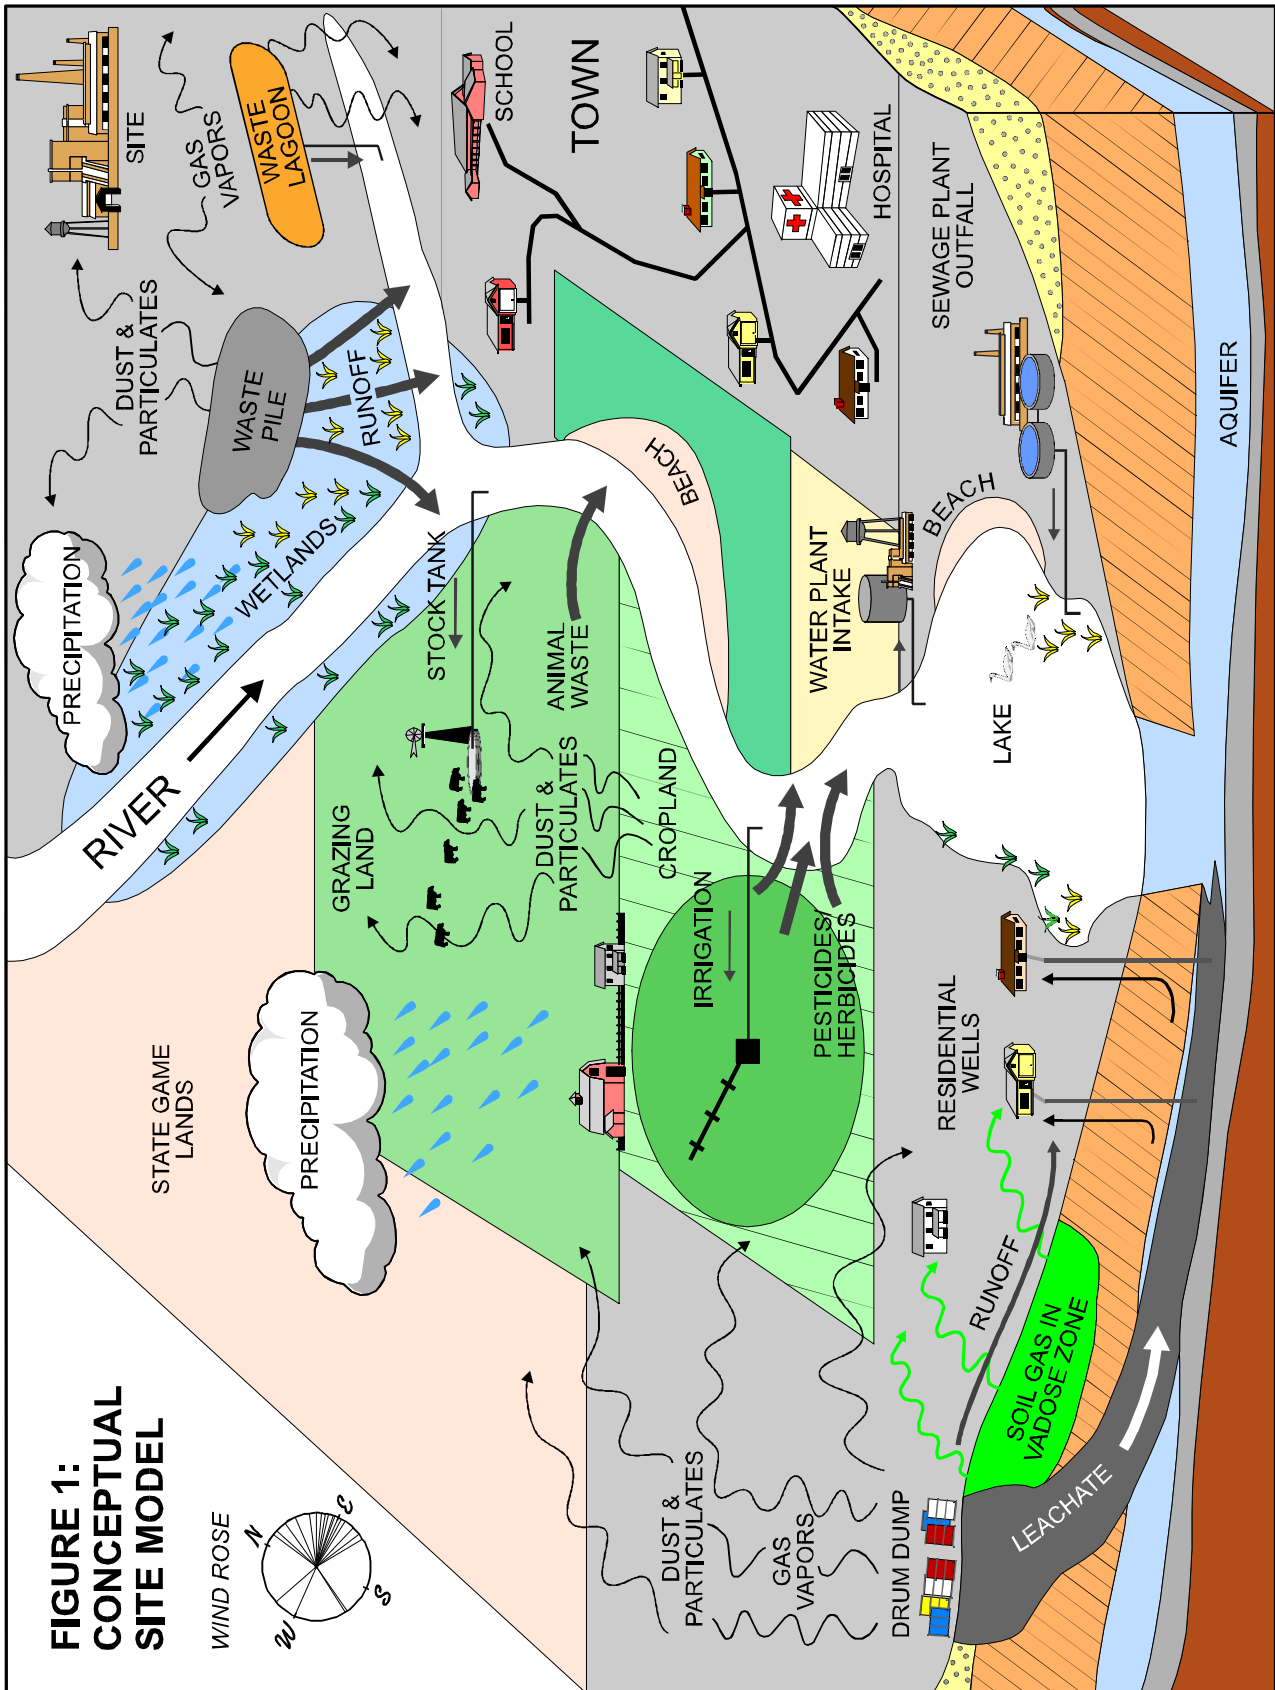 FIGURE 1:
CONCEPTUAL
SITE MODEL
WIND ROSE
N
E
S
W
STATE GAME
LANDS
PRECIPITATION
RIVER
PRECIPITATION
WETLANDS
DUST &
PARTICULATES
WASTE
PILE
RUNOFF
SITE
GAS
VAPORS
WASTE
LAGOON
SCHOOL
TOWN
HOSPITAL
GRAZING
LAND
STOCK TANK
ANIMAL
WASTE
DUST &
PARTICULATES
CROPLAND
BEACH
IRRIGATION
PESTICIDES/
HERBICIDES
WATER PLANT
INTAKE
BEACH
SEWAGE PLANT
OUTFALL
LAKE
RESIDENTIAL
WELLS
DUST &
PARTICULATES
GAS
VAPORS
DRUM DUMP
RUNOFF
SOIL GAS IN
VADOSE ZONE
LEACHATE
AQUIFER